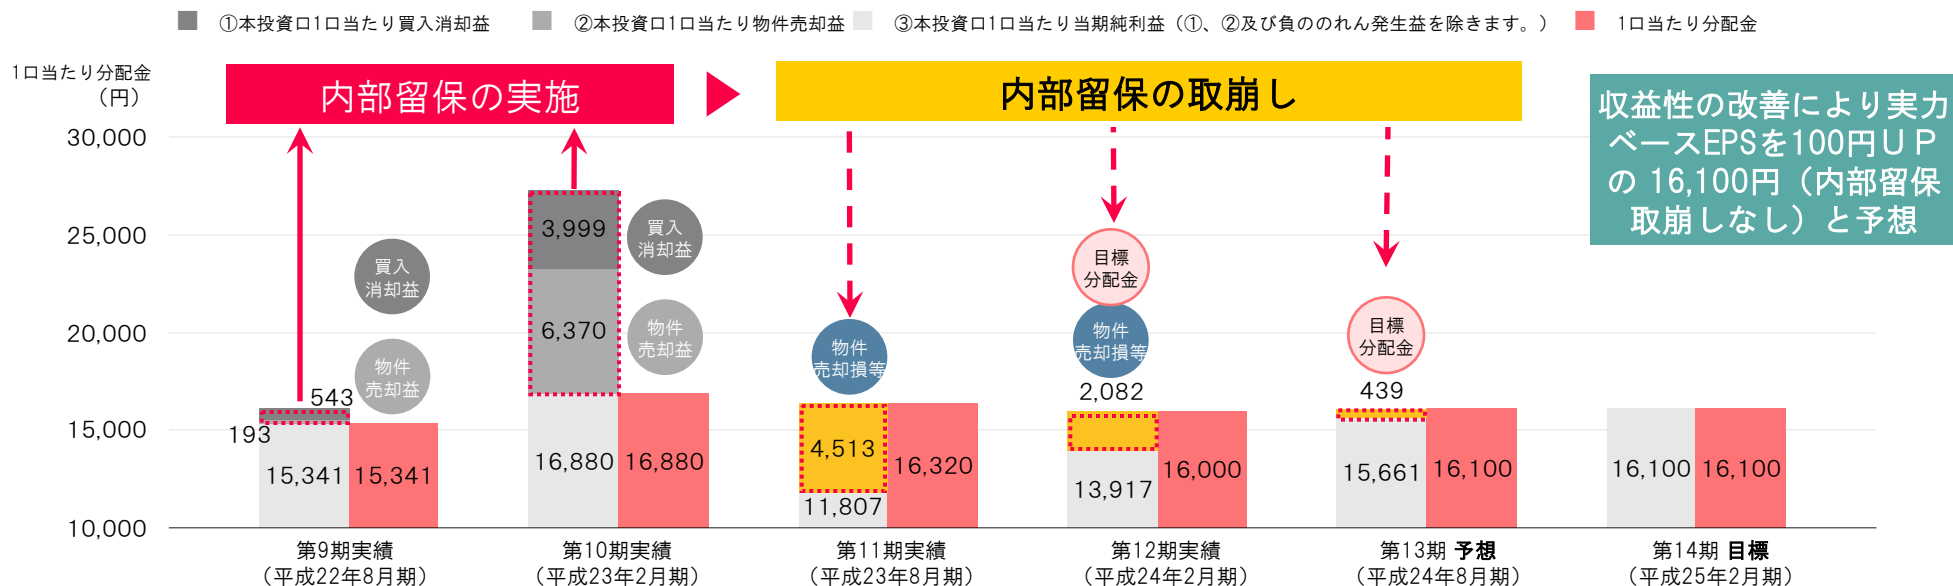 ①本投資口1口当たり買入消却益
②本投資口1口当たり物件売却益
③本投資口1口当たり当期純利益（①、②及び負ののれん発生益を除きます。）
1口当たり分配金
1口当たり分配金
（円）
内部留保の実施
内部留保の取崩し
収益性の改善により実力
ベースEPSを100円ＵＰ
の 16,100円（内部留保
取崩しなし）と予想
30,000
25,000
20,000
15,000
10,000
買入
消却益
物件
売却益
543
193
15,341
15,341
3,999
買入
消却益
6,370
物件
売却益
16,880
16,880
物件
売却損等
4,513
11,807
16,320
目標
分配金
物件
売却損等
2,082
13,917
16,000
目標
分配金
439
15,661
16,100
16,100
16,100
第9期実績
（平成22年8月期）
第10期実績
（平成23年2月期）
第11期実績
（平成23年8月期）
第12期実績
（平成24年2月期）
第13期 予想
（平成24年8月期）
第14期 目標
（平成25年2月期）